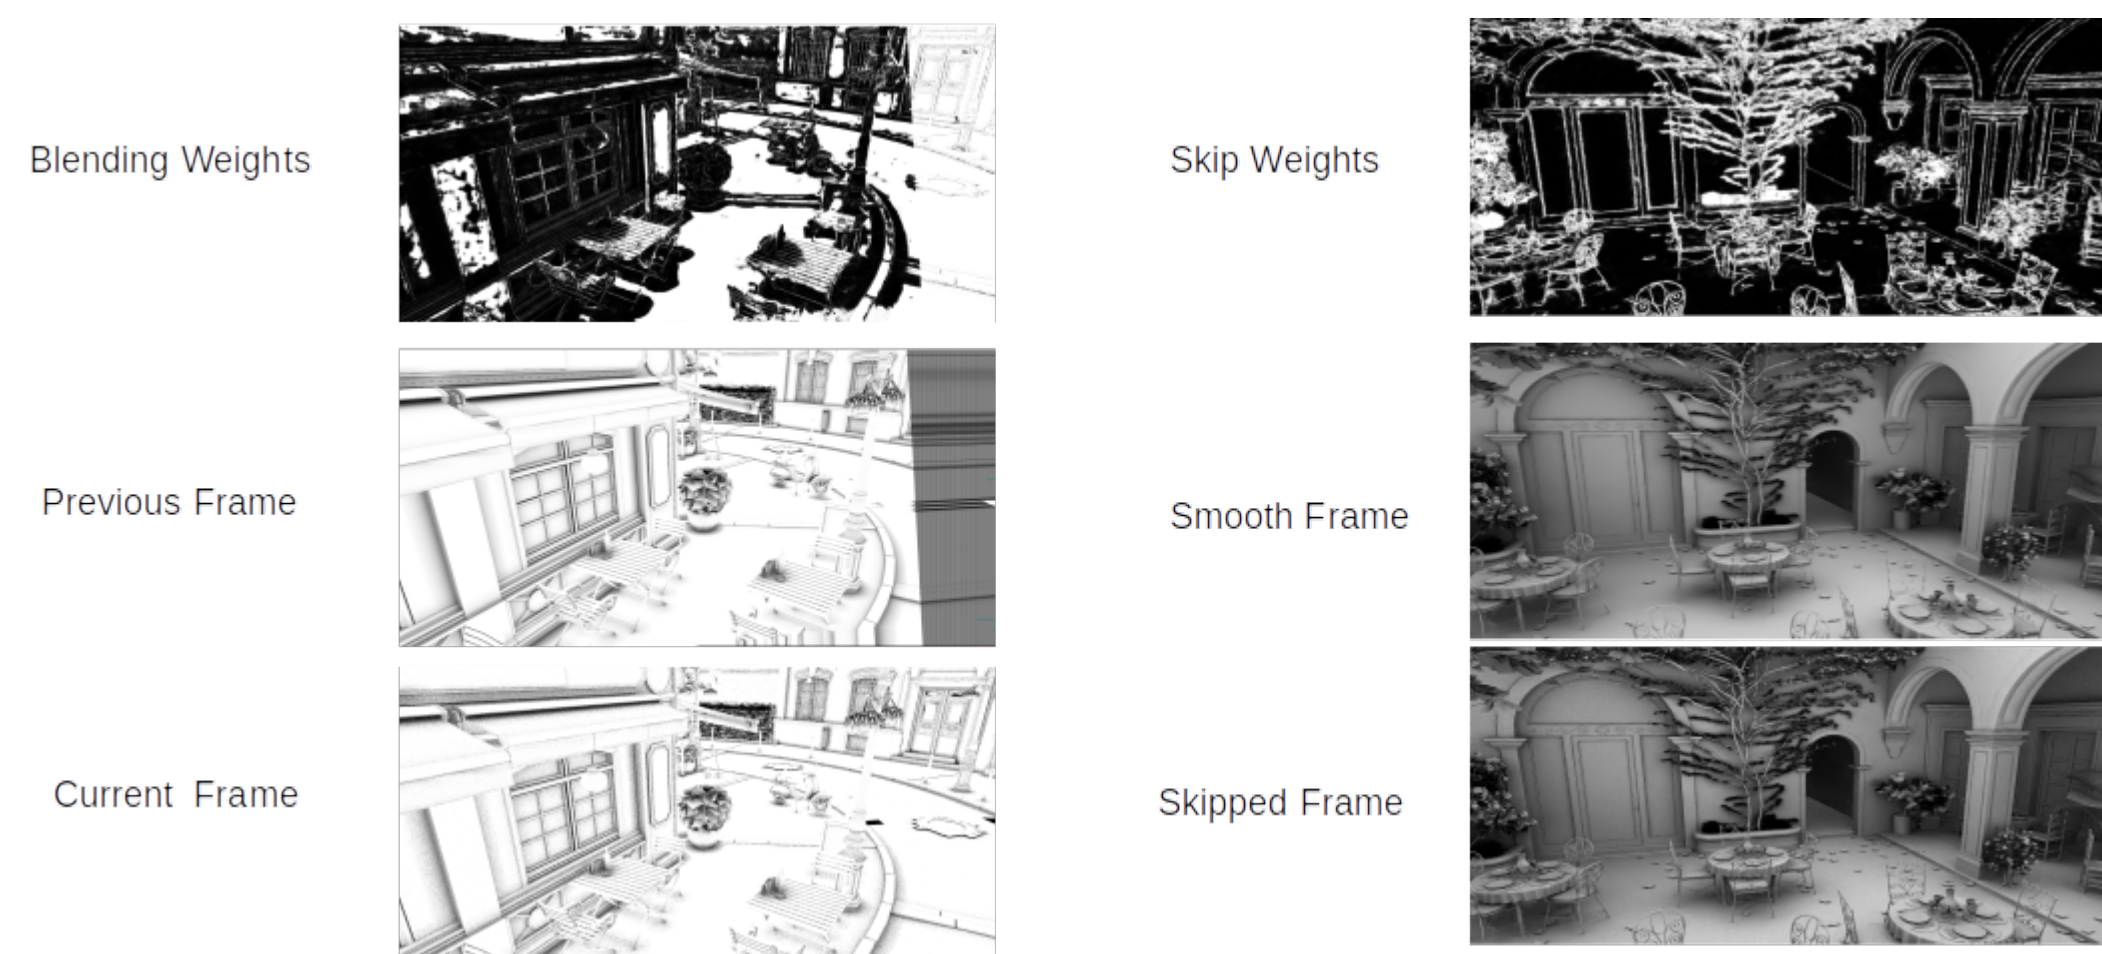 Blending Weights
Previous Frame
Current Frame
Skip Weights
Smooth Frame
Skipped Frame